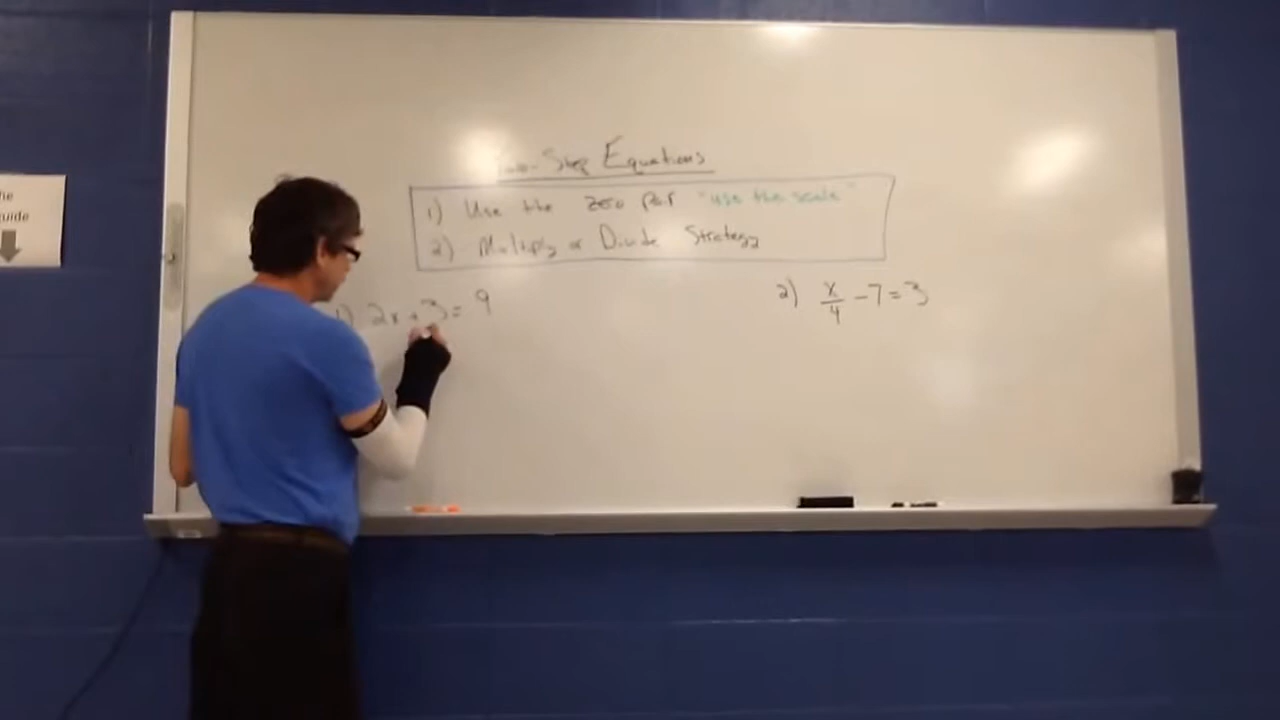 he
uide
Step Equations
1) Use the zero pair "use the scale"
2) Multiply or Divide Strategy
1) 2x+3=9
2) x/4-7=3